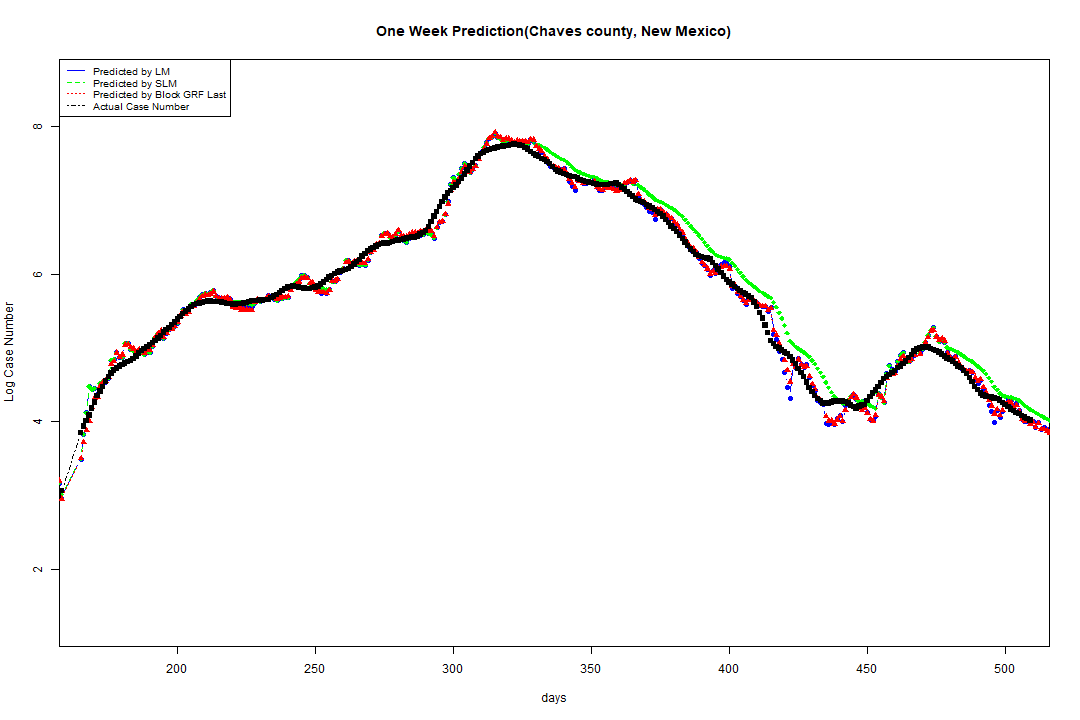 One Week Prediction(Chaves county, New Mexico)
Predicted by LM
Predicted by SLM
Predicted by Block GRF Last
Actual Case Number
8
6
4
2
Log Case Number
200 250 300 350 400 450 500
days